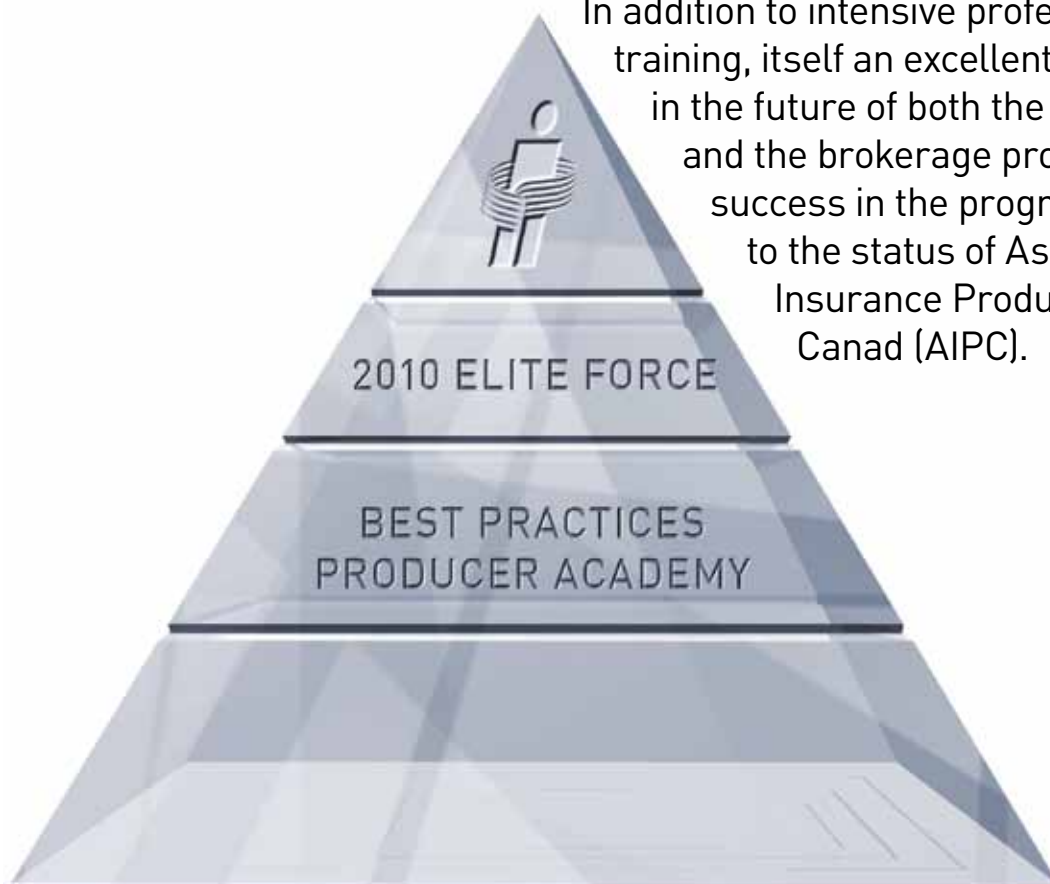 In addition to intensive profe
training, itself an excellent
in the future of both the
and the brokerage pro
success in the progr
to the status of As
Insurance Produ
Canad (AIPC).
2010 ELITE FORCE
BEST PRACTICES
PRODUCER ACADEMY